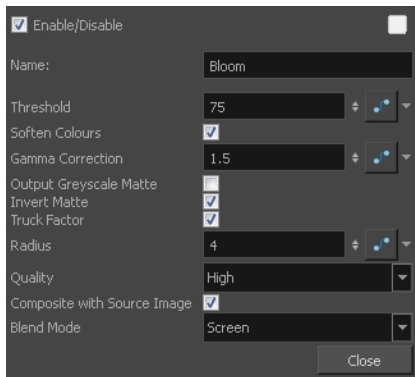 Enable/Disable
Name: Bloom
Threshold 75
Soften Colours
Gamma Correction 1.5
Output Greyscale Matte
Invert Matte
Truck Factor
Radius 4
Quality High
Composite with Source Image
Blend Mode Screen
Close